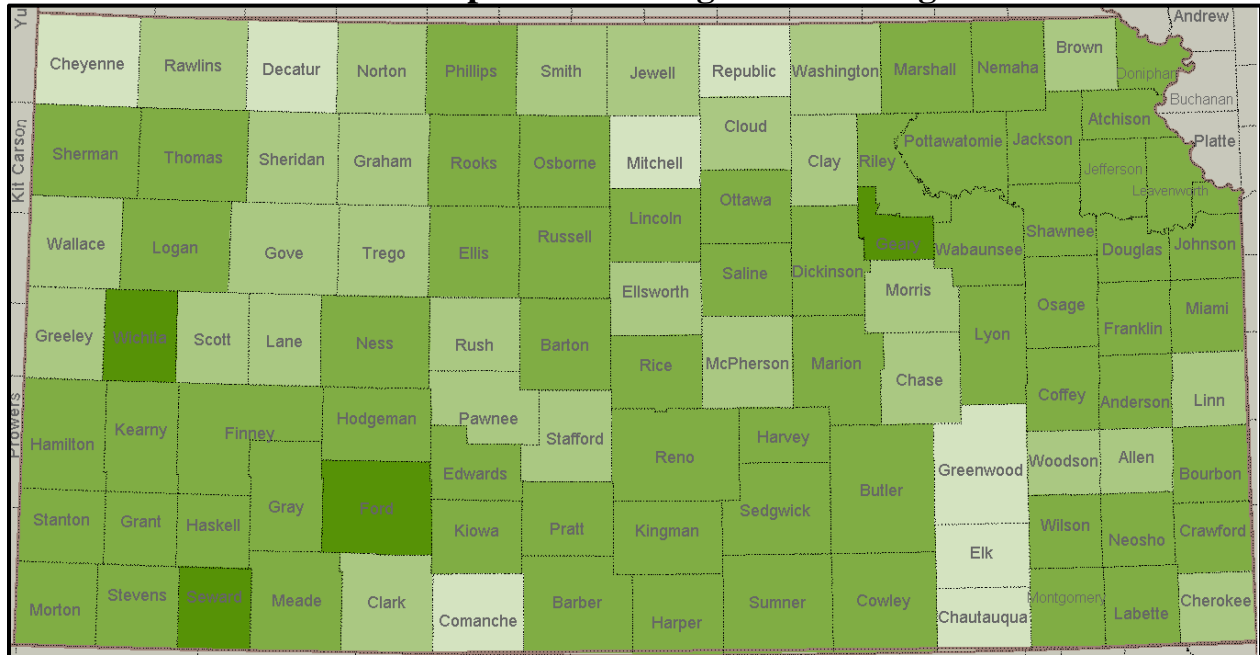 Yu
Andrew
Cheyenne
Rawlins
Decatur
Norton
Phillips
Smith
Jewell
Republic
Washington
Marshall
Nemaha
Brown
Doniphan
Buchanan
Kit Carson
Sherman
Thomas
Sheridan
Graham
Rooks
Osborne
Mitchell
Cloud
Clay
Riley
Pottawatomie
Jackson
Atchison
Platte
Jefferson
Leavenworth
Wallace
Logan
Gove
Trego
Ellis
Russell
Lincoln
Ottawa
Saline
Dickinson
Geary
Wabaunsee
Shawnee
Douglas
Johnson
Ellsworth
Morris
Osage
Franklin
Miami
Greeley
Wichita
Scott
Lane
Ness
Rush
Barton
Rice
McPherson
Marion
Chase
Lyon
Prowers
Hamilton
Kearny
Finney
Hodgeman
Pawnee
Stafford
Coffey
Anderson
Linn
Edwards
Reno
Harvey
Butler
Greenwood
Woodson
Allen
Bourbon
Stanton
Grant
Haskell
Gray
Ford
Kiowa
Pratt
Kingman
Sedgwick
Elk
Wilson
Neosho
Crawford
Morton
Stevens
Seward
Meade
Clark
Comanche
Barber
Harper
Sumner
Cowley
Chautauqua
Montgomery
Labette
Cherokee